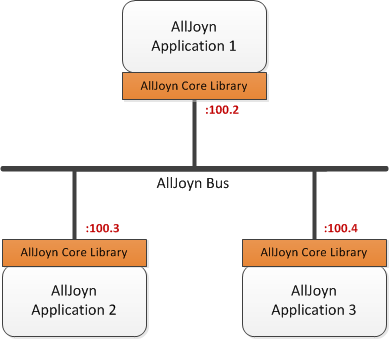 AllJoyn
Application 1
AllJoyn Core Library
:100.2
AllJoyn Bus
:100.3
:100.4
AllJoyn Core Library
AllJoyn Core Library
AllJoyn
Application 2
AllJoyn
Application 3